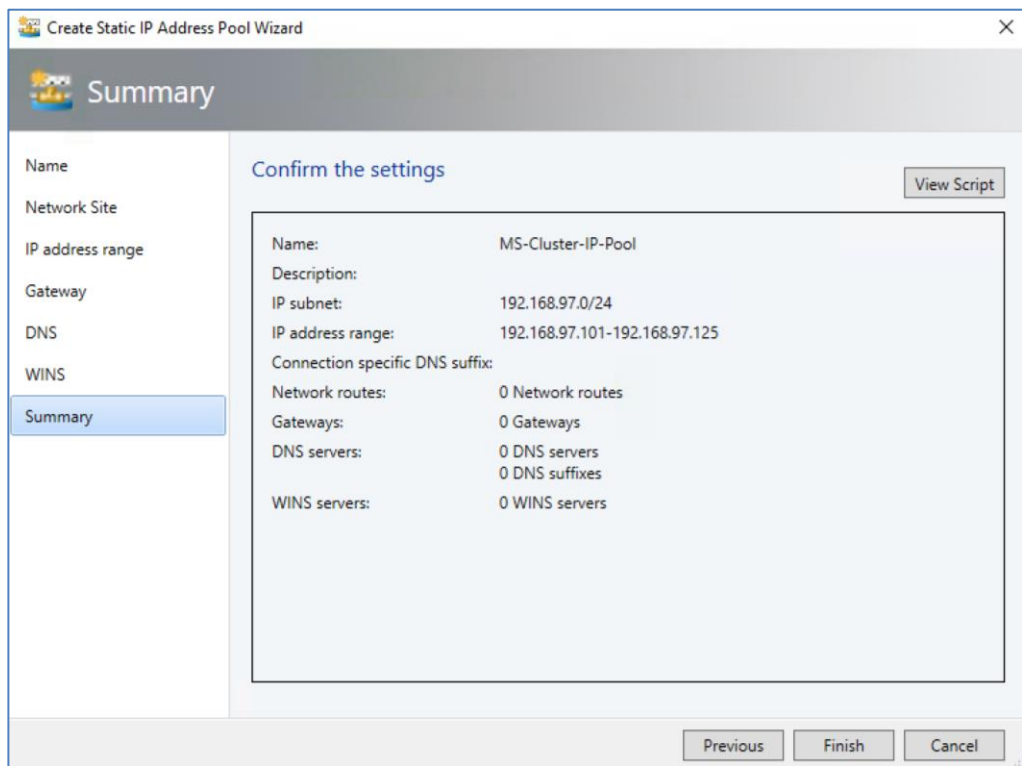 Create Static IP Address Pool Wizard
Summary
Name
Network Site
IP address range
Gateway
DNS
WINS
Summary
Confirm the settings
View Script
Name: MS-Cluster-IP-Pool
Description:
IP subnet: 192.168.97.0/24
IP address range: 192.168.97.101-192.168.97.125
Connection specific DNS suffix:
Network routes: 0 Network routes
Gateways: 0 Gateways
DNS servers: 0 DNS servers
0 DNS suffixes
WINS servers: 0 WINS servers
Previous Finish Cancel